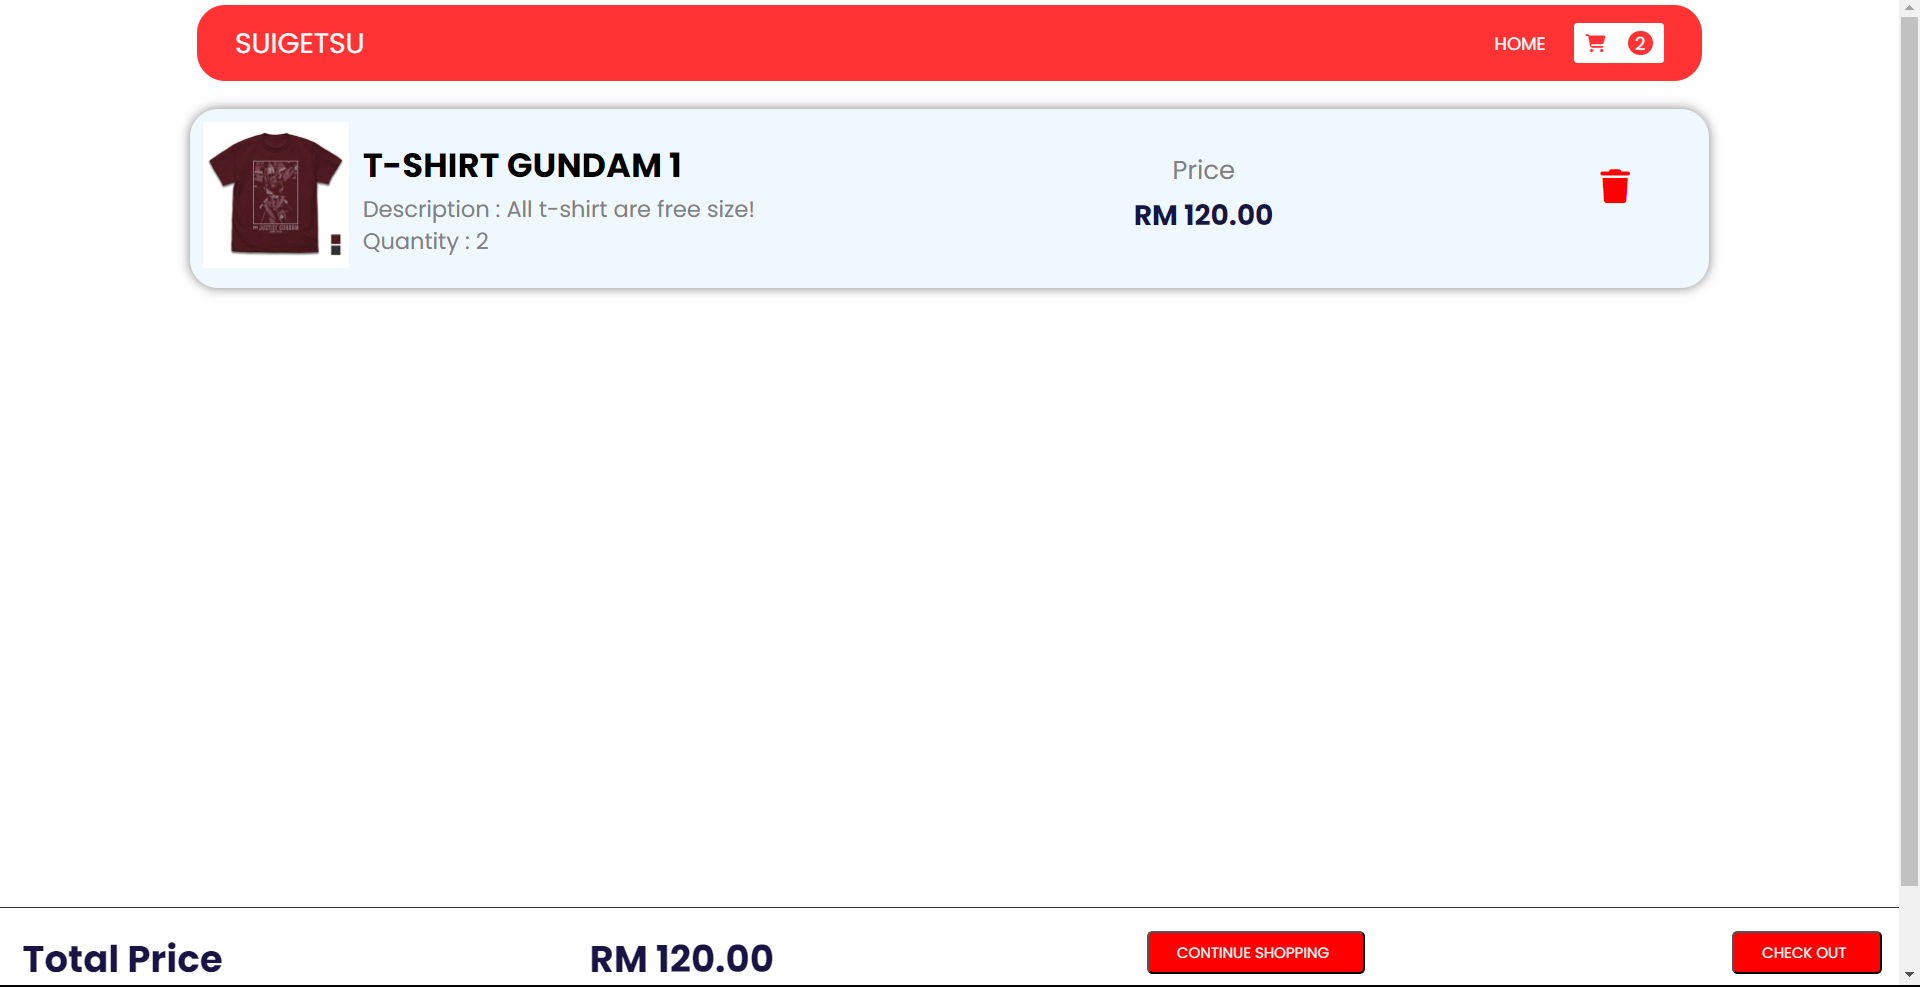 SUIGETSU
HOME
2
T-SHIRT GUNDAM 1
Description : All t-shirt are free size!
Quantity : 2
Price
RM 120.00
Total Price
RM 120.00
CONTINUE SHOPPING
CHECK OUT